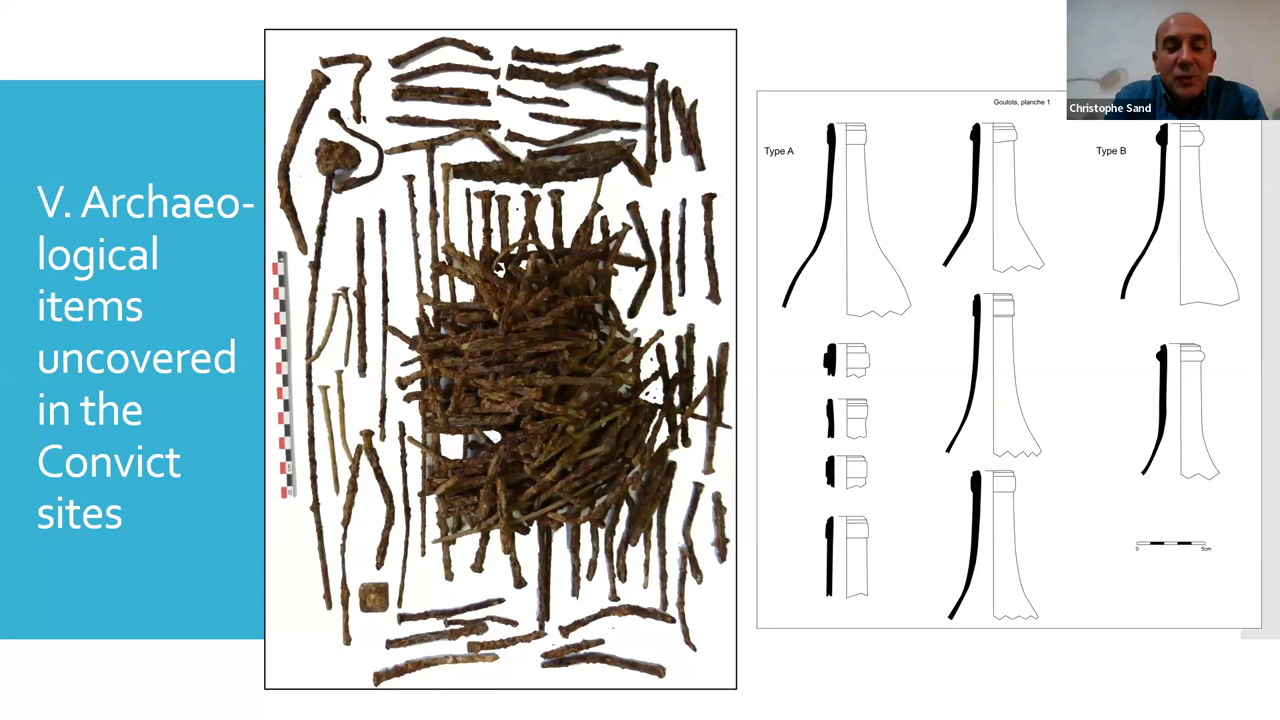 V. Archaeo-
logical
items
uncovered
in the
Convict
sites
Goulots, planche 1
Type A
Type B
0 5cm
Christophe Sand